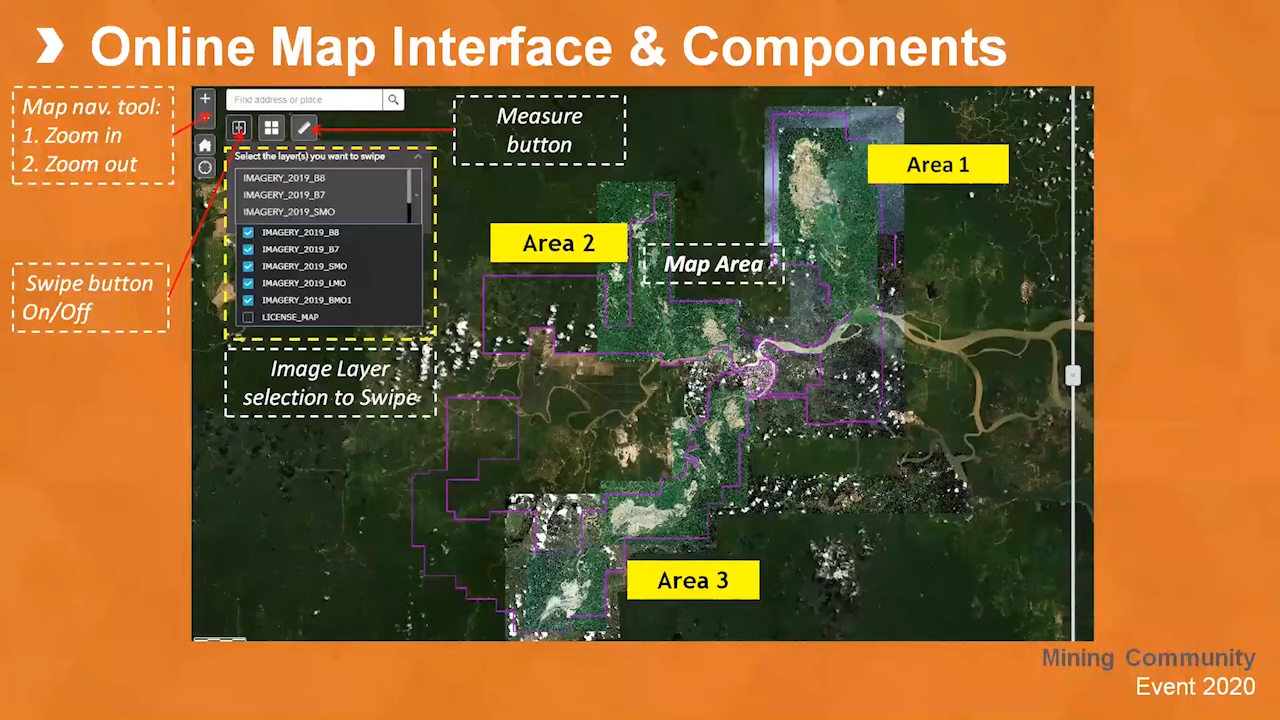 Online Map Interface & Components
Map nav. tool:
1. Zoom in
2. Zoom out
Find address or place
Measure
button
Select the layer(s) you want to swipe
IMAGERY_2019_B8
IMAGERY_2019_B7
IMAGERY_2019_SMO
IMAGERY_2019_B8
IMAGERY_2019_B7
IMAGERY_2019_SMO
IMAGERY_2019_LMO
IMAGERY_2019_BMO1
LICENSE_MAP
Area 1
Area 2
Map Area
Swipe button
On/Off
Image Layer
selection to Swipe
Area 3
Mining Community
Event 2020